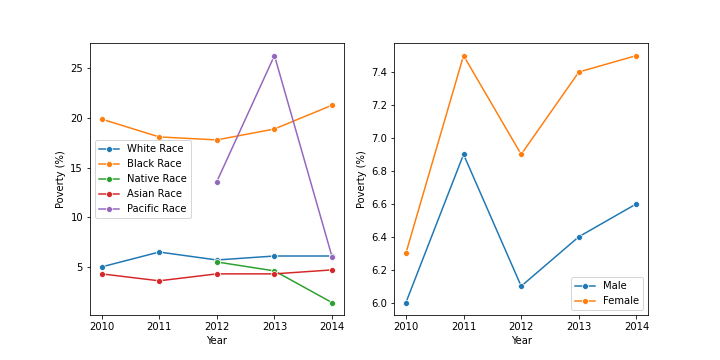 25
20
15
10
5
Poverty (%)
White Race
Black Race
Native Race
Asian Race
Pacific Race
2010 2011 2012 2013 2014
Year
7.4
7.2
7.0
6.8
6.6
6.4
6.2
6.0
Poverty (%)
Male
Female
2010 2011 2012 2013 2014
Year